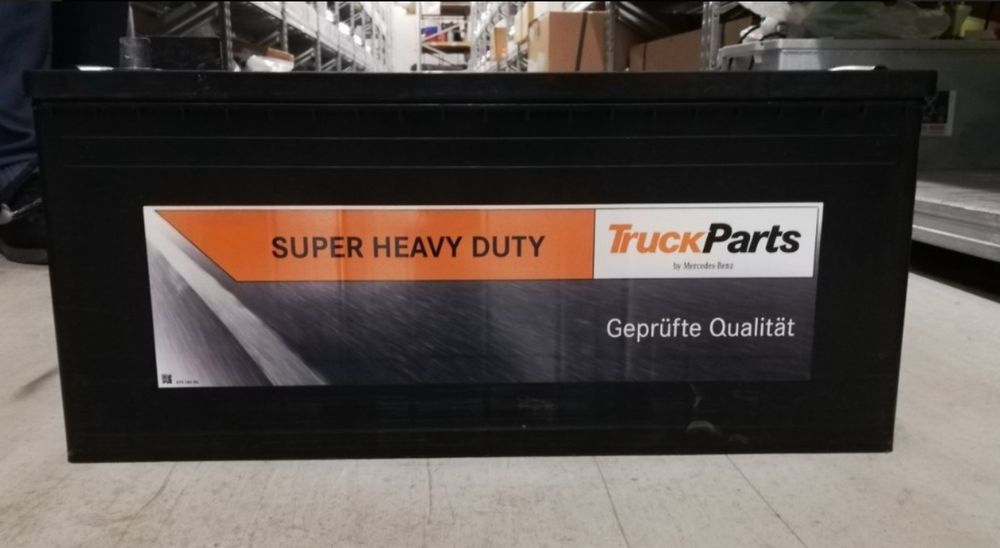 SUPER HEAVY DUTY
TruckParts
by Mercedes-Benz
Geprüfte Qualität